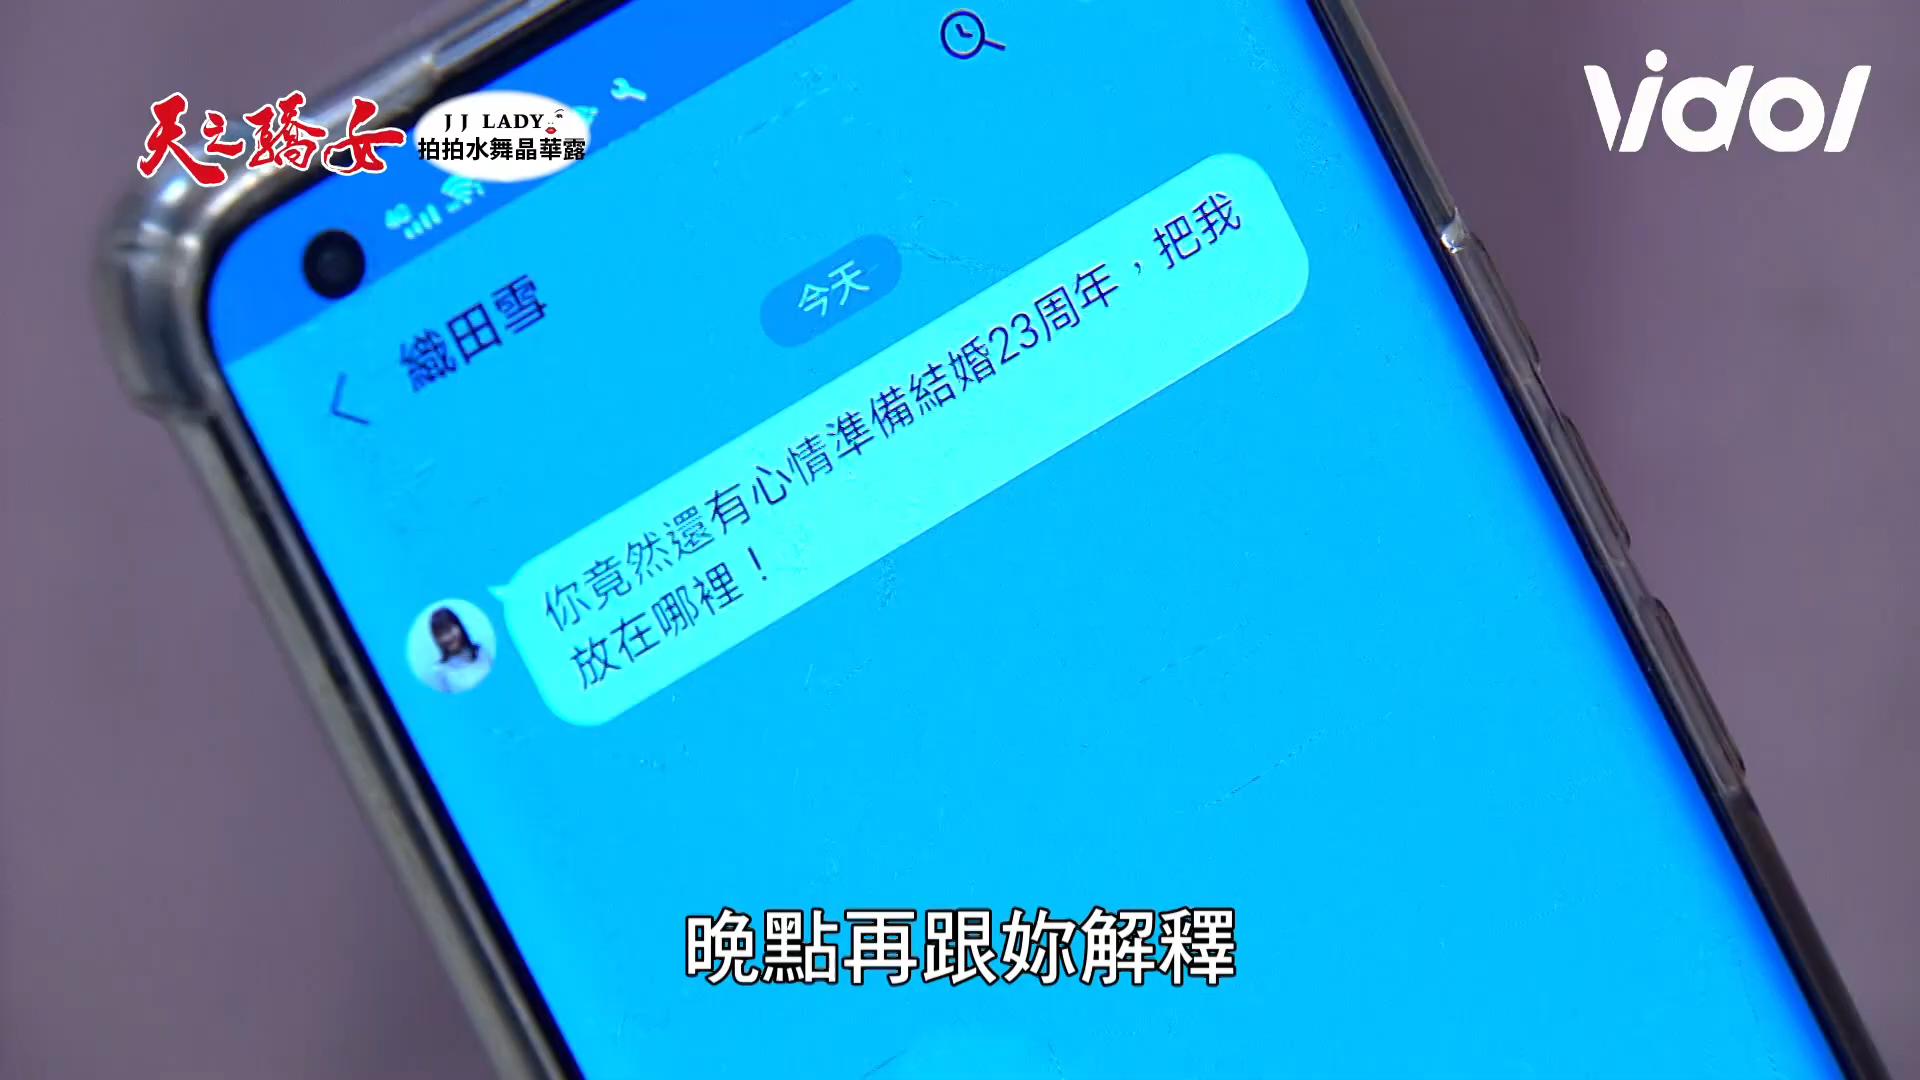 天之驕女
JJ LADY
拍拍水舞晶華露
Vidol
4G
織田雪
今天
你竟然還有心情準備結婚23周年，把我
放在哪裡！
晚點再跟妳解釋